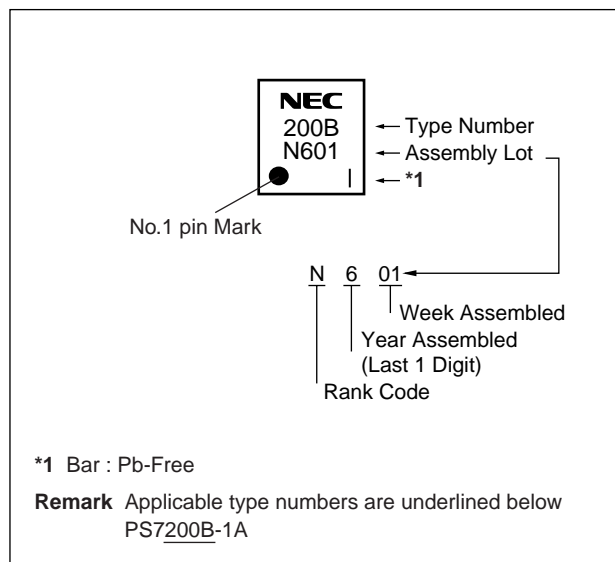 NEC
200B ← Type Number
N601 ← Assembly Lot
| ← *1
No.1 pin Mark
N 6 01
Week Assembled
Year Assembled
(Last 1 Digit)
Rank Code
*1 Bar : Pb-Free
Remark Applicable type numbers are underlined below
PS7200B-1A